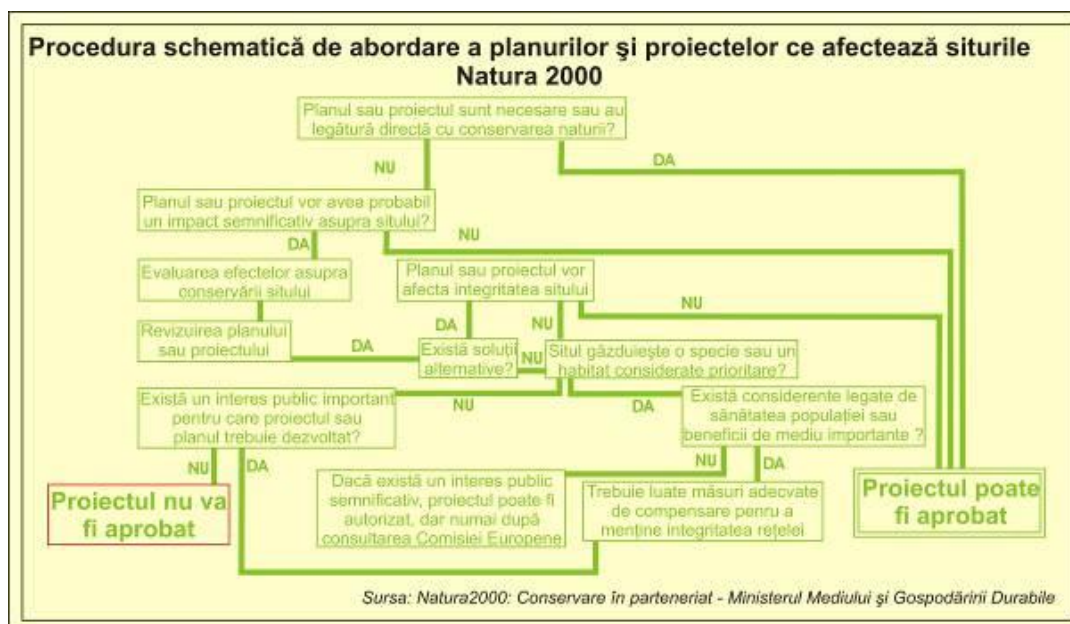 Procedura schematică de abordare a planurilor şi proiectelor ce afectează siturile
Natura 2000
Planul sau proiectul sunt necesare sau au
legătură directă cu conservarea naturii?
NU
DA
Planul sau proiectul vor avea probabil
un impact semnificativ asupra sitului?
DA
NU
Evaluarea efectelor asupra
conservării sitului
Planul sau proiectul vor
afecta integritatea sitului
NU
DA
NU
Revizuirea planului
sau proiectului
DA
Există soluţii
alternative?
NU
Situl găzduieşte o specie sau un
habitat considerate prioritare?
Există un interes public important
pentru care proiectul sau
planul trebuie dezvoltat?
NU
DA
Există considerente legate de
sănătatea populaţiei sau
beneficii de mediu importante ?
NU
DA
NU
DA
Proiectul nu va
fi aprobat
Dacă există un interes public
semnificativ, proiectul poate fi
autorizat, dar numai după
consultarea Comisiei Europene
Trebuie luate măsuri adecvate
de compensare penru a
menţine integritatea reţelei
Proiectul poate
fi aprobat
Sursa: Natura2000: Conservare în parteneriat - Ministerul Mediului şi Gospodăririi Durabile